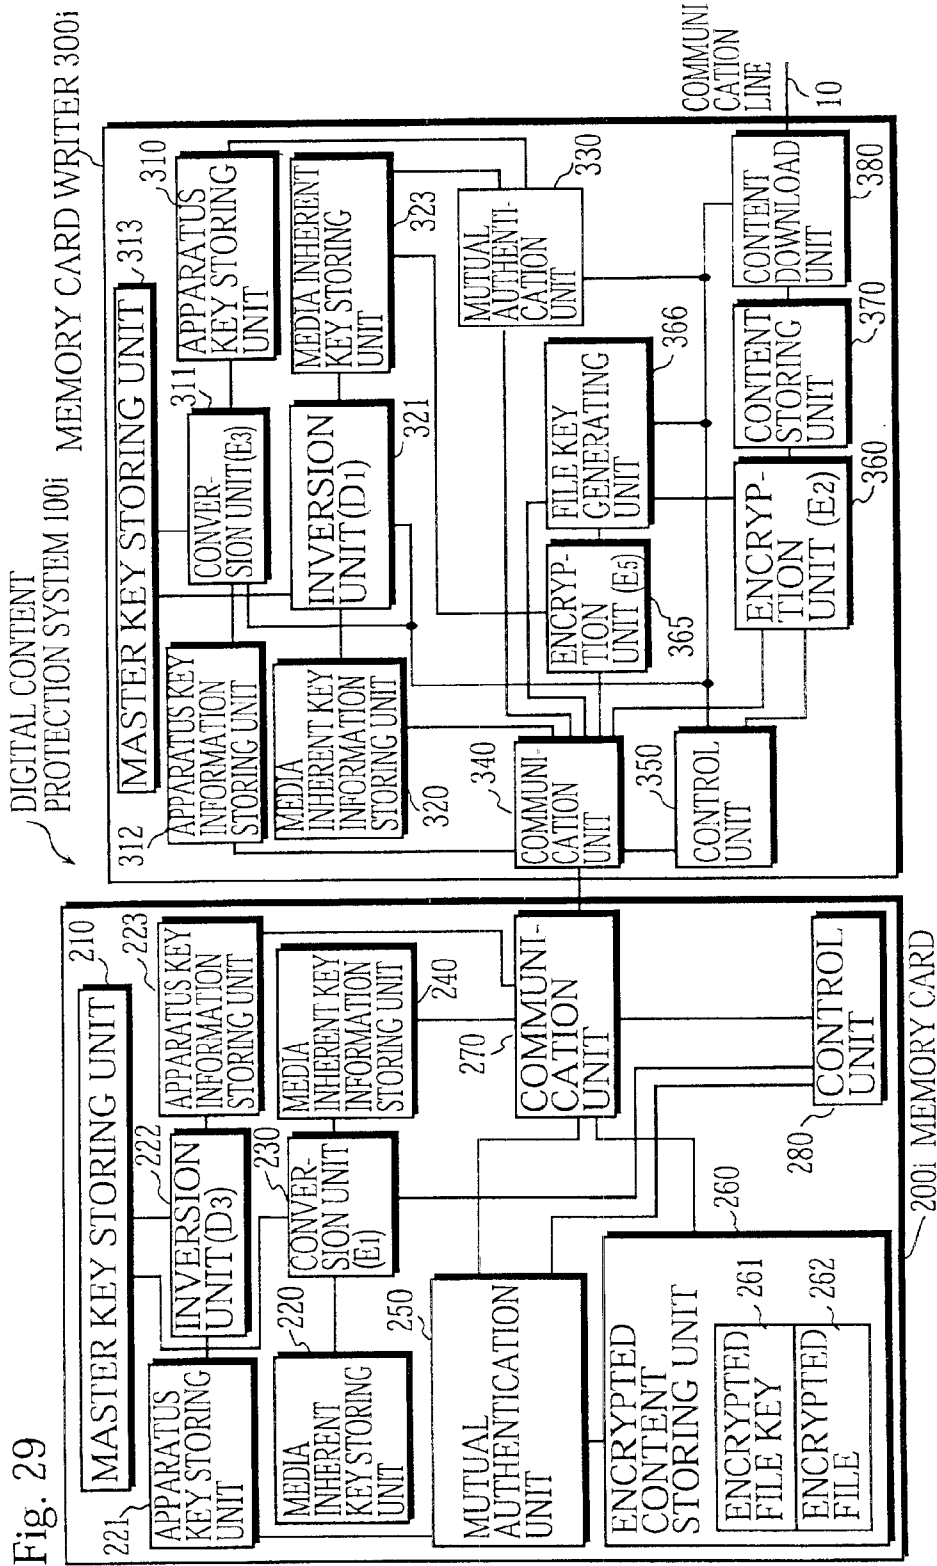 Fig. 29
DIGITAL CONTENT
PROTECTION SYSTEM 100i
MEMORY CARD WRITER 300i
MASTER KEY STORING UNIT
210
221
APPARATUS
KEY STORING
UNIT
222
INVERSION
UNIT (D3)
223
APPARATUS KEY
INFORMATION
STORING UNIT
220
MEDIA
INHERENT
KEY STORING
UNIT
230
CONVER-
SION UNIT
(E1)
MEDIA
INHERENT KEY
INFORMATION
STORING UNIT
240
250
MUTUAL
AUTHENTICATION
UNIT
270
COMMUNI-
CATION
UNIT
ENCRYPTED
CONTENT
STORING UNIT
260
ENCRYPTED
FILE KEY
261
ENCRYPTED
FILE
262
280
CONTROL
UNIT
200i MEMORY CARD
MASTER KEY STORING UNIT
313
312
APPARATUS KEY
INFORMATION
STORING UNIT
CONVER-
SION UNIT(E3)
311
APPARATUS
KEY STORING
UNIT
310
MEDIA
INHERENT KEY
INFORMATION
STORING UNIT
320
INVERSION
UNIT (D1)
321
MEDIA INHERENT
KEY STORING
UNIT
323
MUTUAL
AUTHENTI-
CATION
UNIT
330
340
COMMUNI-
CATION
UNIT
ENCRYP-
TION
UNIT (E5)
365
FILE KEY
GENERATING
UNIT
366
350
CONTROL
UNIT
ENCRYP-
TION
UNIT (E2)
360
CONTENT
STORING
UNIT
370
CONTENT
DOWNLOAD
UNIT
380
COMMUNI
CATION
LINE
10